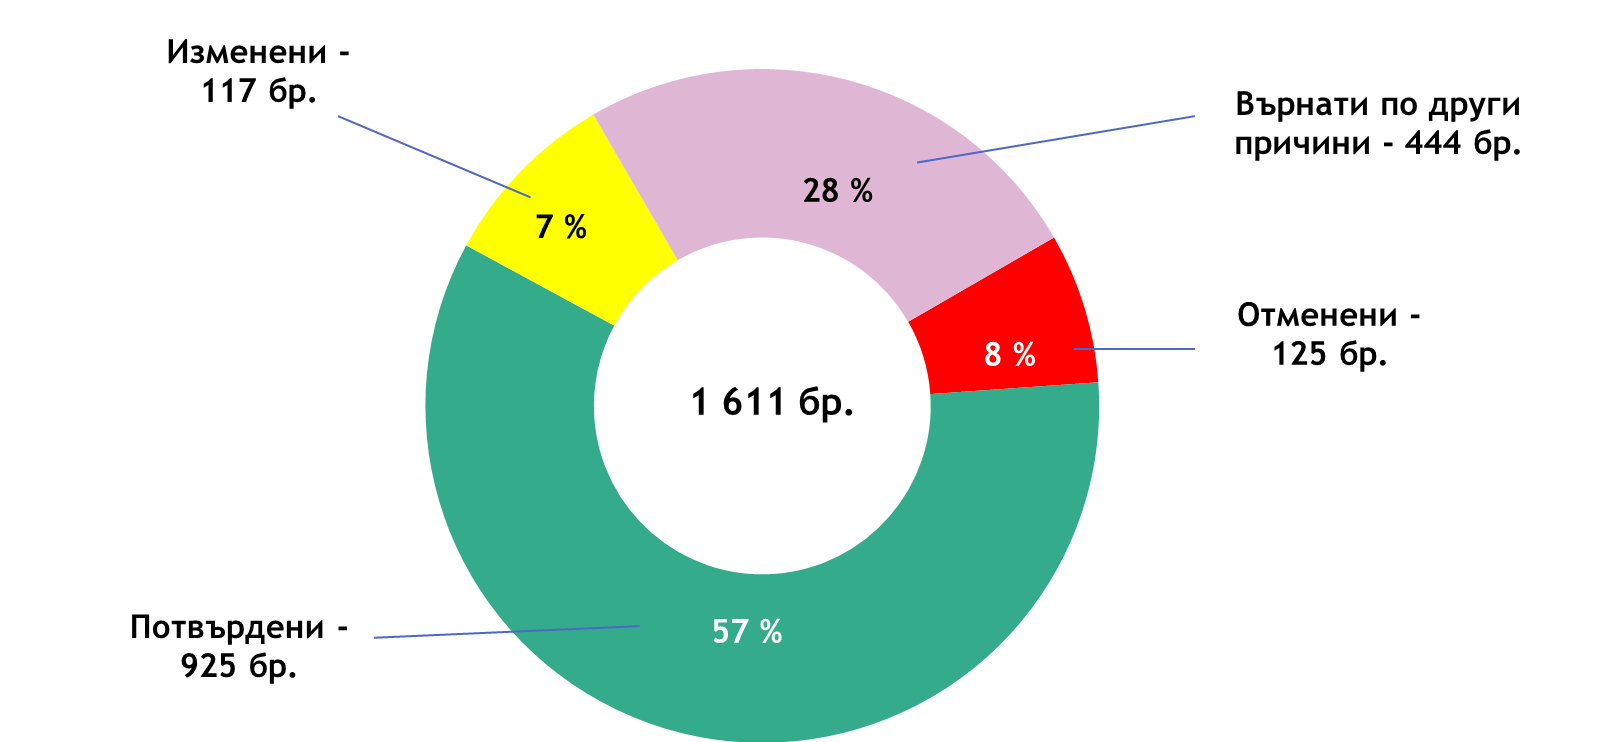 Изменени -
117 бр.
Върнати по други
причини - 444 бр.
28 %
7 %
Отменени -
125 бр.
8 %
1 611 бр.
Потвърдени -
925 бр.
57 %